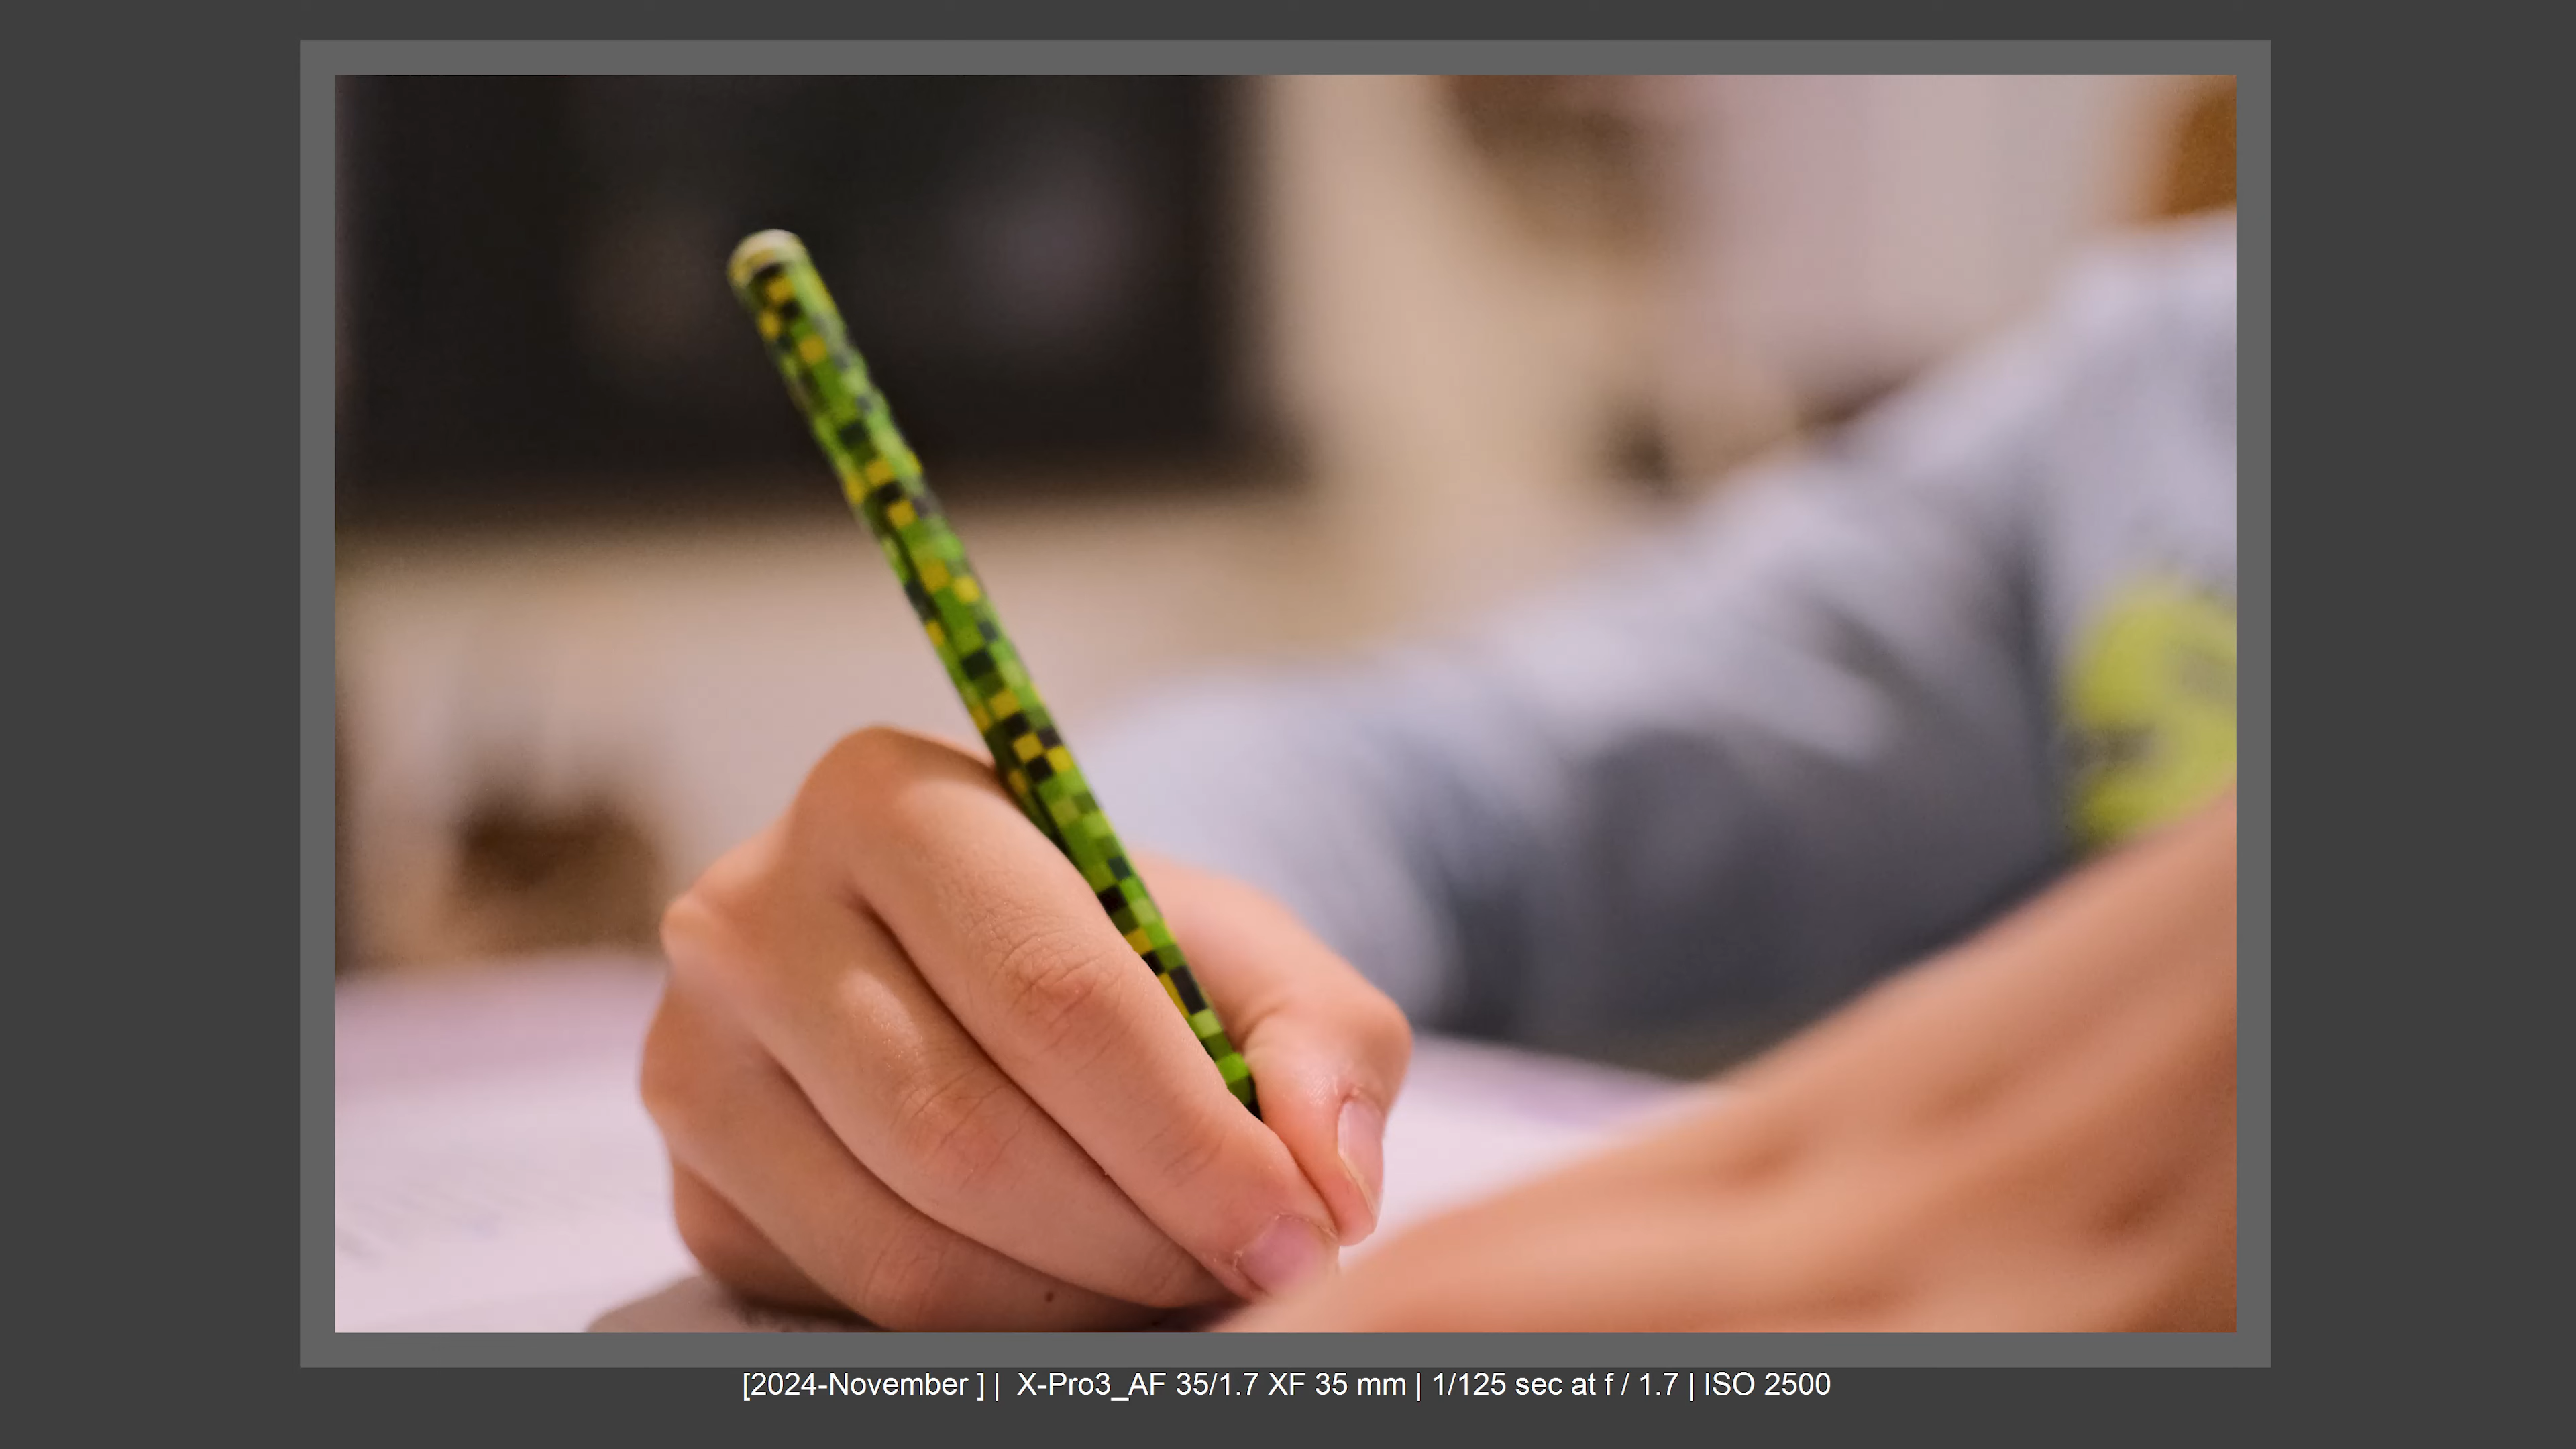 [2024-November ] |  X-Pro3_AF 35/1.7 XF 35 mm | 1/125 sec at f / 1.7 | ISO 2500